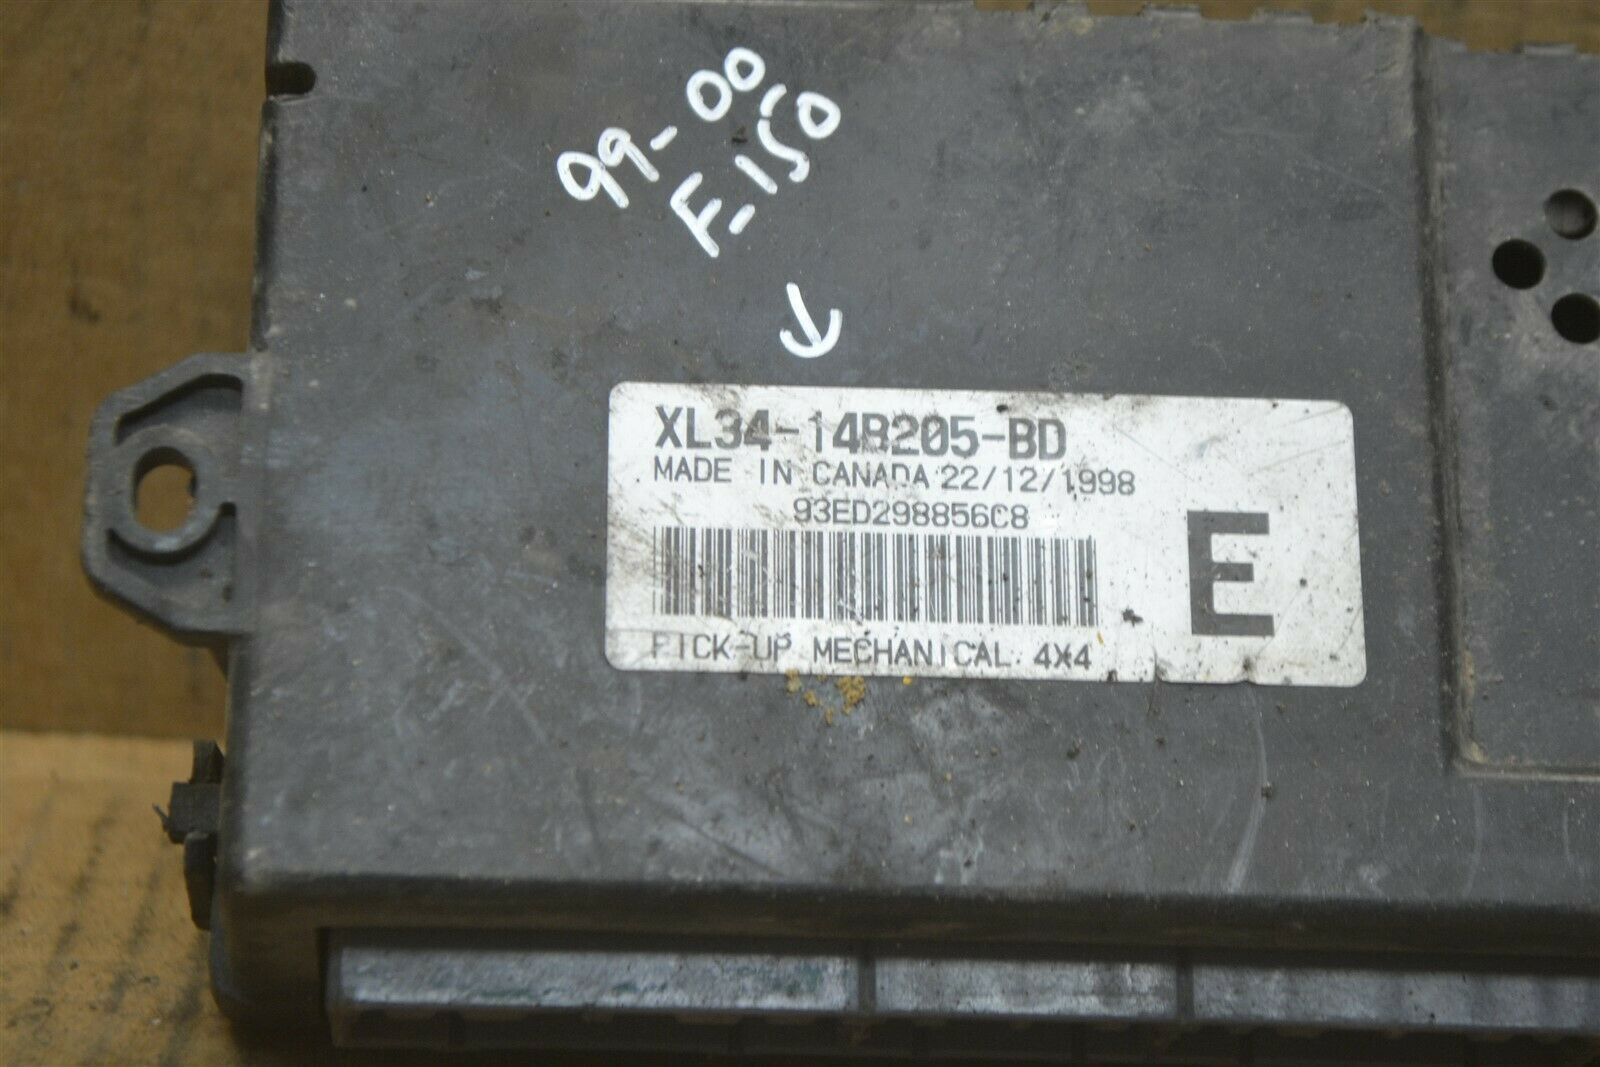 99-00
F-150
XL34-14B205-BD
MADE IN CANADA 22/12/1998
93ED298856C8
E
PICK-UP MECHANICAL 4X4